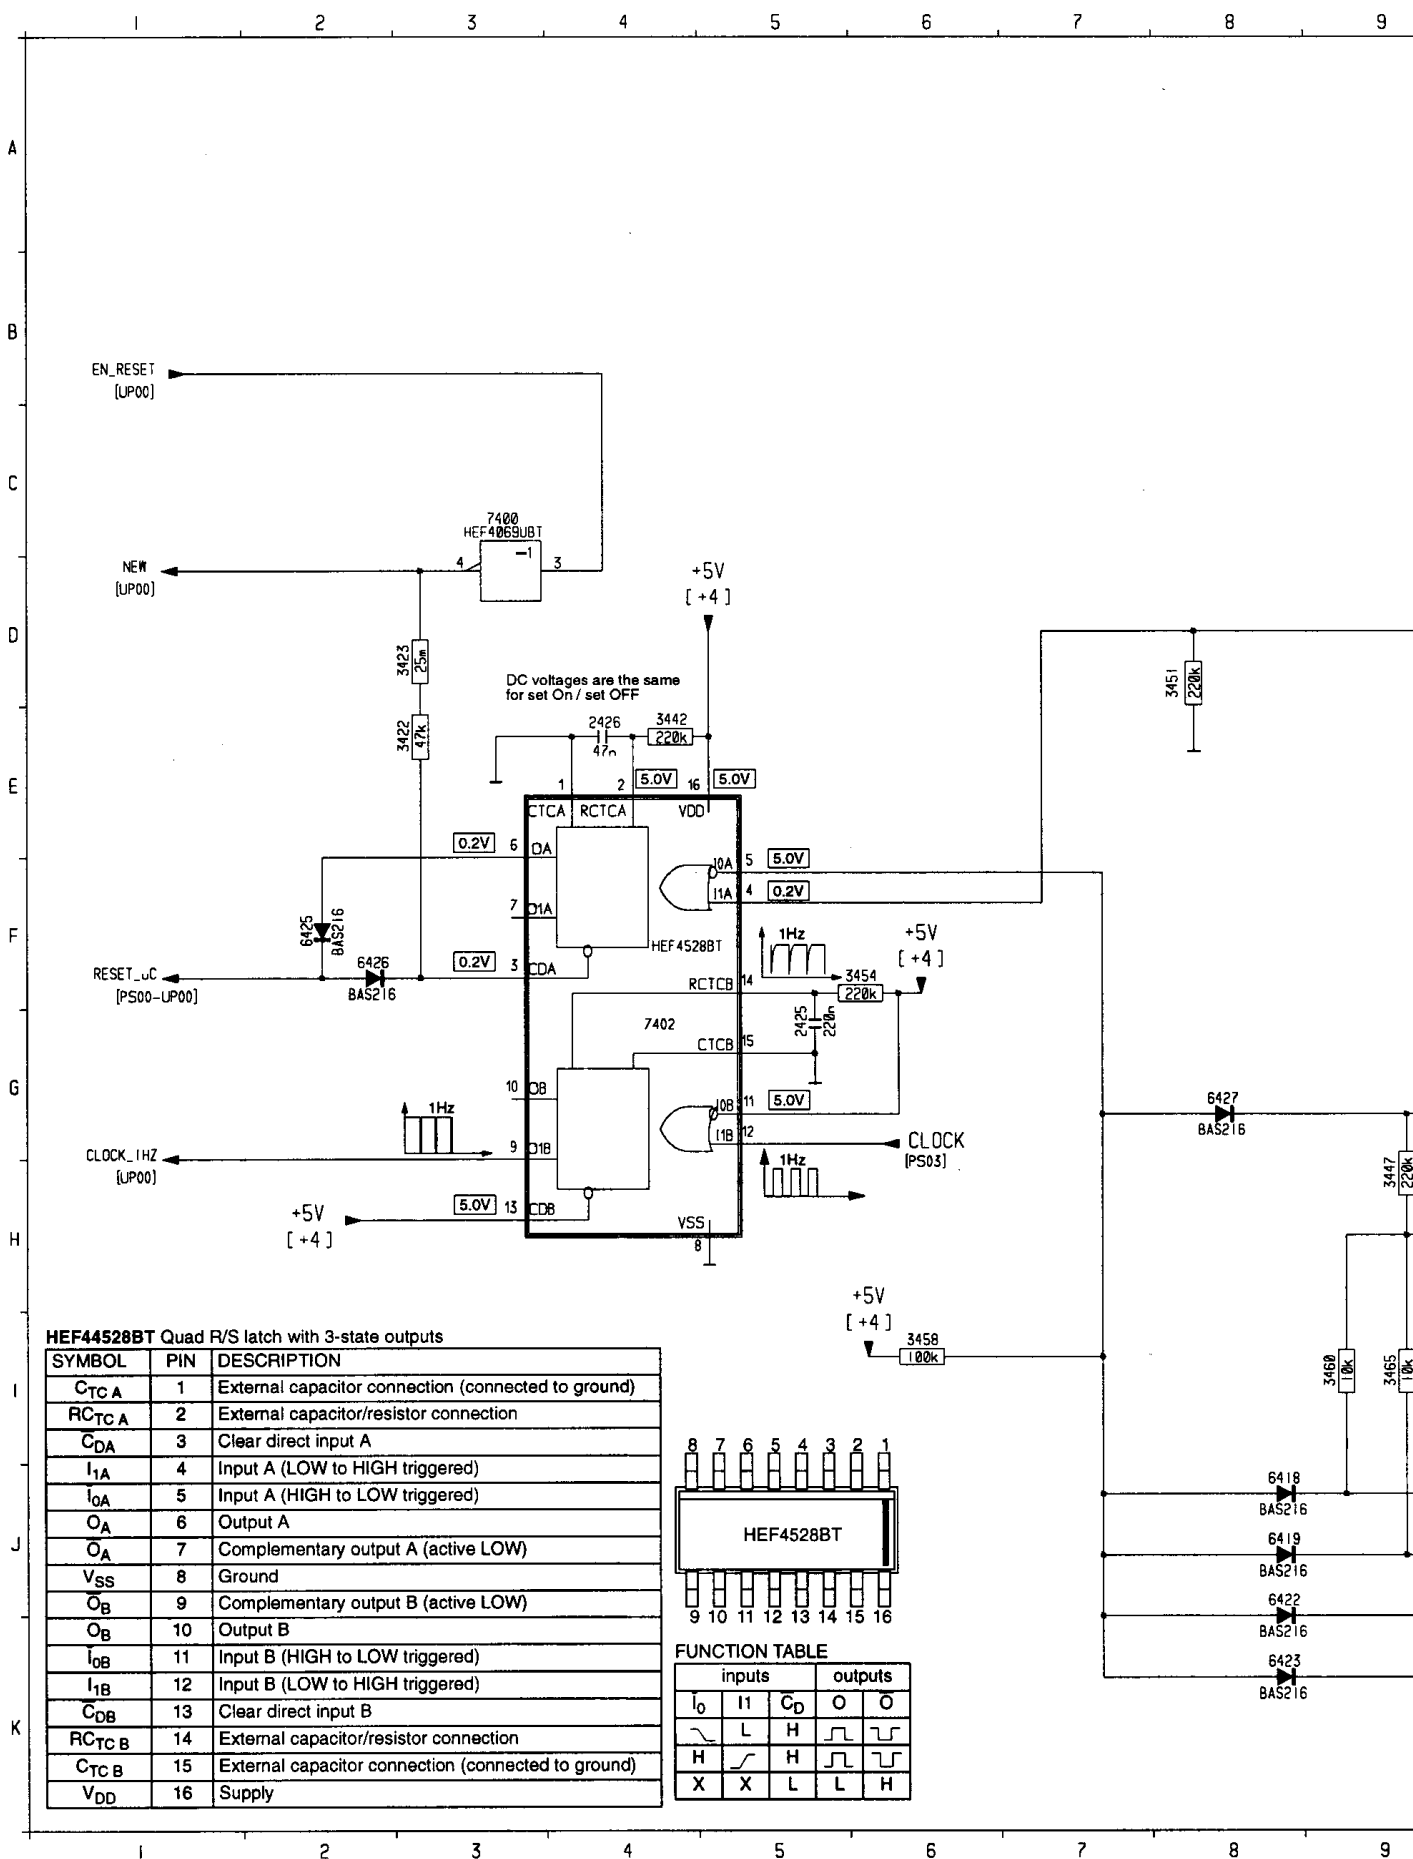 1 2 3 4 5 6 7 8 9
A
B
EN_RESET
[UP00]
C
7400
HEF4069UBT
4 −1 3
NEW
[UP00]
+5V
[ +4 ]
D
3423
25m
3451
220k
DC voltages are the same
for set On / set OFF
3422
47k
2426
47n
3442
220k
E
1 2 5.0V 16 5.0V
CTCA RCTCA VDD
0.2V 6 OA
I0A 5 5.0V
I1A 4 0.2V
7 O1A
F
6425
BAS216
HEF4528BT
1Hz
+5V
[ +4 ]
RESET_uC
[PS00-UP00]
6426
BAS216
0.2V 3 CDA
RCTCB 14
3454
220k
7402
2425
220n
CTCB 15
G
10 OB
I0B 11 5.0V
6427
BAS216
1Hz
I1B 12
CLOCK
[PS03]
9 O1B
CLOCK_1HZ
[UP00]
1Hz
3447
220k
+5V
[ +4 ]
5.0V 13 CDB
VSS
8
H
+5V
[ +4 ]
3458
100k
3460
10k
3465
10k
I
HEF44528BT Quad R/S latch with 3-state outputs
SYMBOL PIN DESCRIPTION
CTC A 1 External capacitor connection (connected to ground)
RCTC A 2 External capacitor/resistor connection
C̅DA 3 Clear direct input A
I1A 4 Input A (LOW to HIGH triggered)
I̅0A 5 Input A (HIGH to LOW triggered)
OA 6 Output A
O̅A 7 Complementary output A (active LOW)
VSS 8 Ground
O̅B 9 Complementary output B (active LOW)
O̅B 10 Output B
I̅0B 11 Input B (HIGH to LOW triggered)
I1B 12 Input B (LOW to HIGH triggered)
C̅DB 13 Clear direct input B
RCTC B 14 External capacitor/resistor connection
CTC B 15 External capacitor connection (connected to ground)
VDD 16 Supply
J
K
8 7 6 5 4 3 2 1
HEF4528BT
9 10 11 12 13 14 15 16
FUNCTION TABLE
inputs outputs
I̅0 I1 C̅D O O̅
L H
H H
X X L L H
6418
BAS216
6419
BAS216
6422
BAS216
6423
BAS216
1 2 3 4 5 6 7 8 9